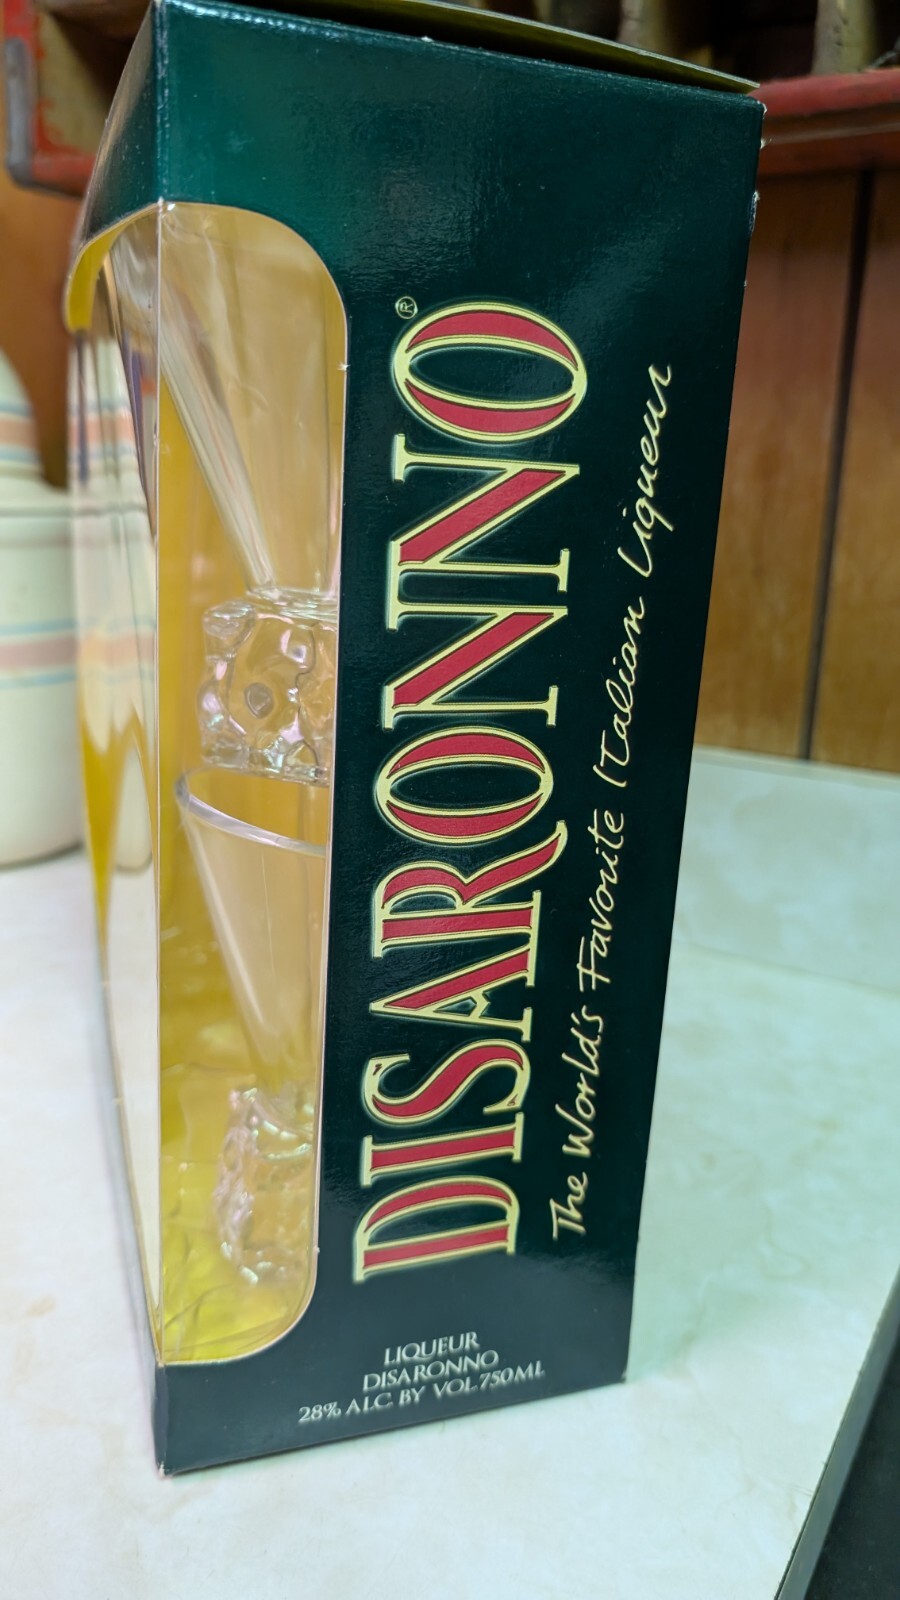 DISARONNO®
The World's Favorite Italian Liqueur
LIQUEUR
DISARONNO
28% ALC. BY VOL. 750ML